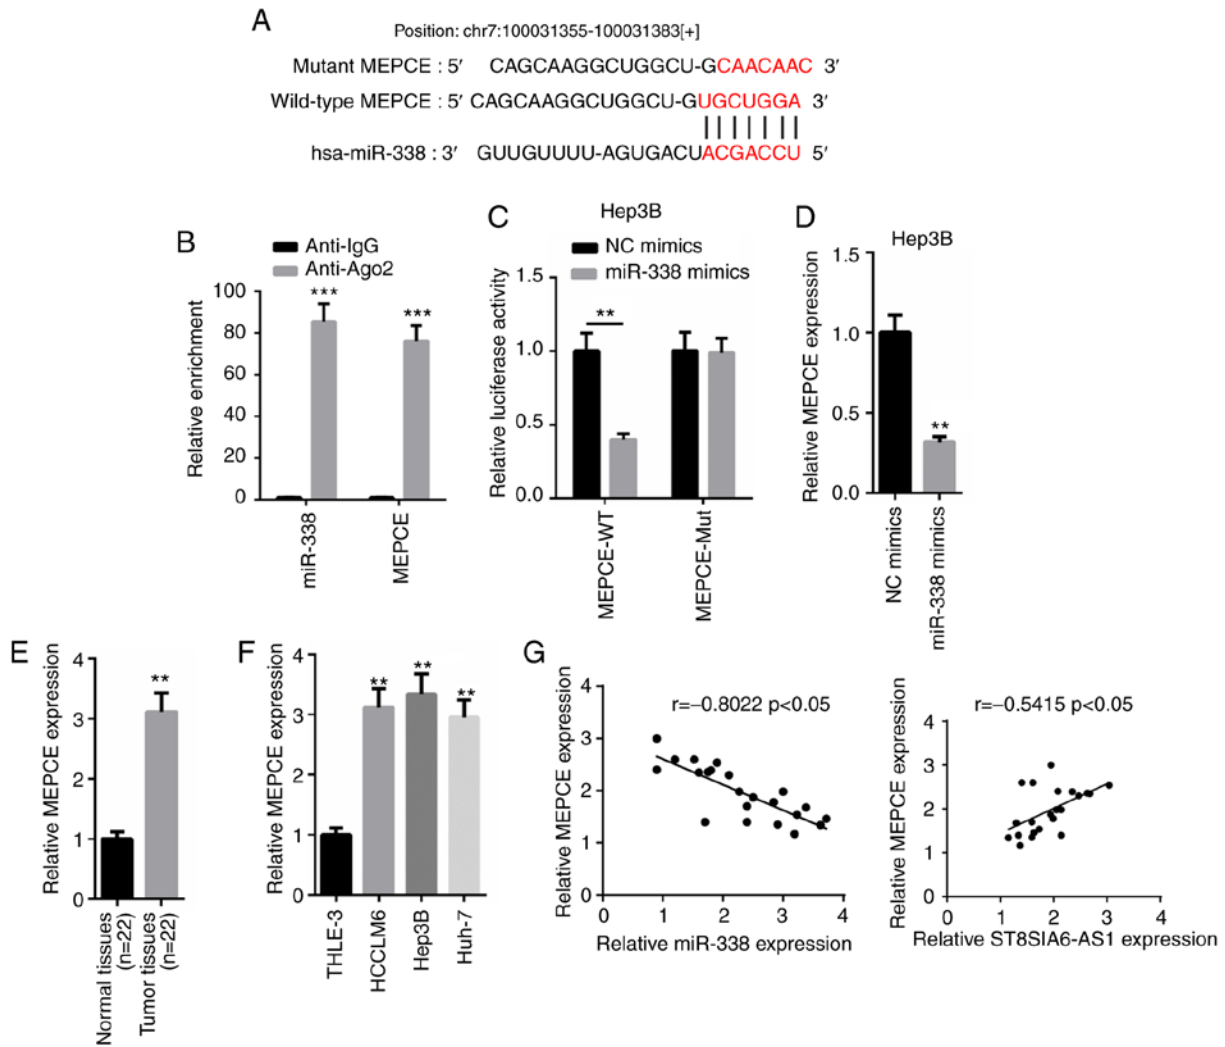 A
Position: chr7:100031355-100031383[+]
Mutant MEPCE : 5′ CAGCAAGGCUGGCU-GCAACAAC 3′
Wild-type MEPCE : 5′ CAGCAAGGCUGGCU-GUGCUGGA 3′
hsa-miR-338 : 3′ GUUGUUUU-AGUGACUACGACCU 5′
B
Anti-IgG
Anti-Ago2
Relative enrichment
100
80
60
40
20
0
***
***
miR-338
MEPCE
C
Hep3B
NC mimics
miR-338 mimics
Relative luciferase activity
1.5
1.0
0.5
0.0
**
MEPCE-WT
MEPCE-Mut
D
Hep3B
Relative MEPCE expression
1.5
1.0
0.5
0.0
**
NC mimics
miR-338 mimics
E
Relative MEPCE expression
4
3
2
1
0
**
Normal tissues
(n=22)
Tumor tissues
(n=22)
F
Relative MEPCE expression
4
3
2
1
0
**
**
**
THLE-3
HCCLM6
Hep3B
Huh-7
G
Relative MEPCE expression
4
3
2
1
0
r=−0.8022 p<0.05
0 1 2 3 4
Relative miR-338 expression
Relative MEPCE expression
4
3
2
1
0
r=−0.5415 p<0.05
0 1 2 3 4
Relative ST8SIA6-AS1 expression